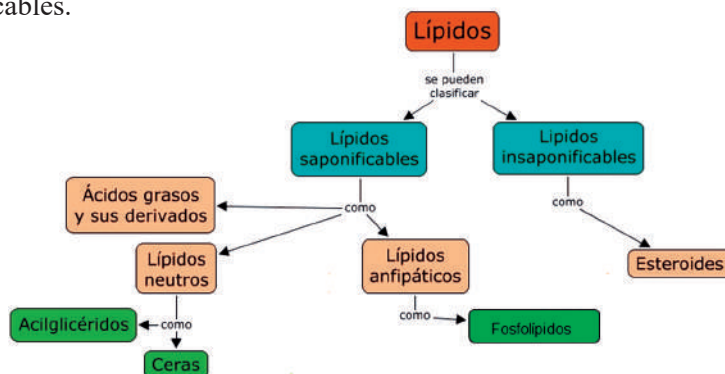 cables.
Lípidos
se pueden
clasificar
Lípidos
saponificables
Lipidos
insaponificables
como
como
Ácidos grasos
y sus derivados
Lípidos
neutros
Lípidos
anfipáticos
Esteroides
como
como
Acilglicéridos
Fosfolípidos
Ceras